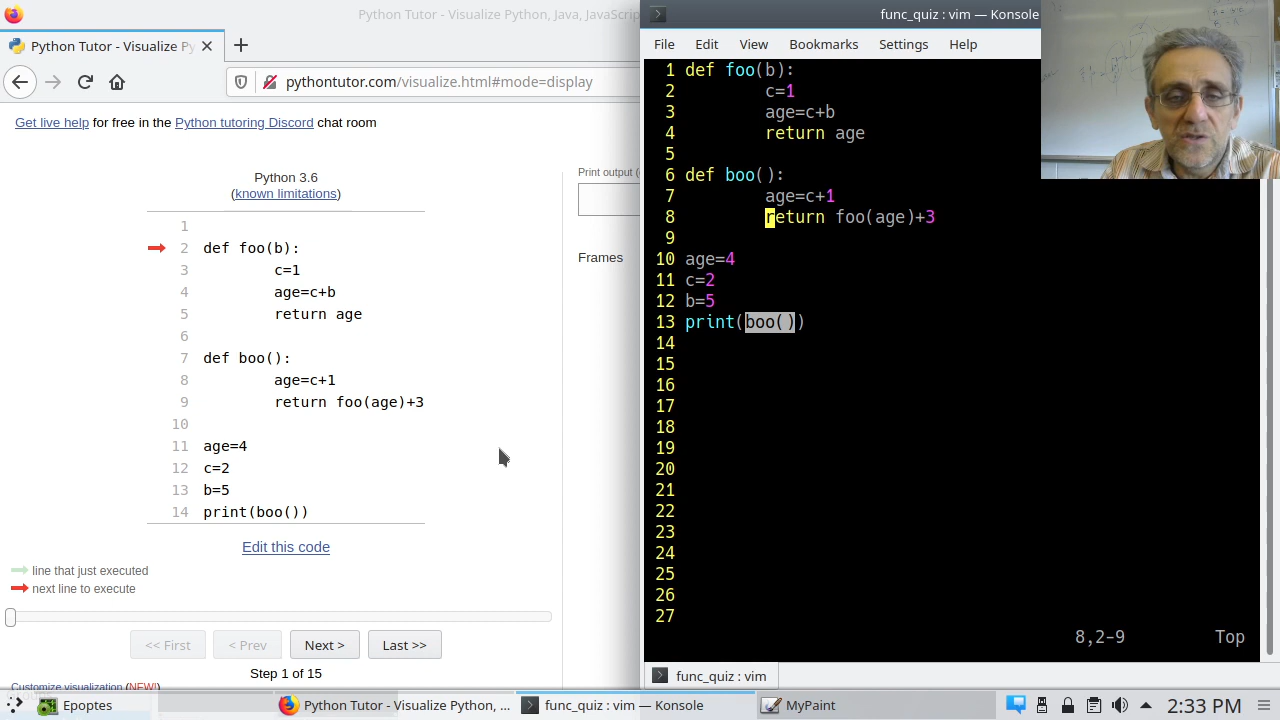 Python Tutor - Visualize Python, Java, JavaScrip
Python Tutor - Visualize Py
pythontutor.com/visualize.html#mode=display
Get live help for free in the Python tutoring Discord chat room
Python 3.6
(known limitations)
1
2 def foo(b):
3 c=1
4 age=c+b
5 return age
6
7 def boo():
8 age=c+1
9 return foo(age)+3
10
11 age=4
12 c=2
13 b=5
14 print(boo())
Edit this code
line that just executed
next line to execute
<< First
< Prev
Next >
Last >>
Step 1 of 15
Customize visualization (NEW!)
Print output (
Frames
func_quiz : vim — Konsole
File Edit View Bookmarks Settings Help
1 def foo(b):
2 c=1
3 age=c+b
4 return age
5
6 def boo():
7 age=c+1
8 return foo(age)+3
9
10 age=4
11 c=2
12 b=5
13 print(boo())
14
15
16
17
18
19
20
21
22
23
24
25
26
27
8,2-9 Top
func_quiz : vim
Epoptes
Python Tutor - Visualize Python, ...
func_quiz : vim — Konsole
MyPaint
2:33 PM